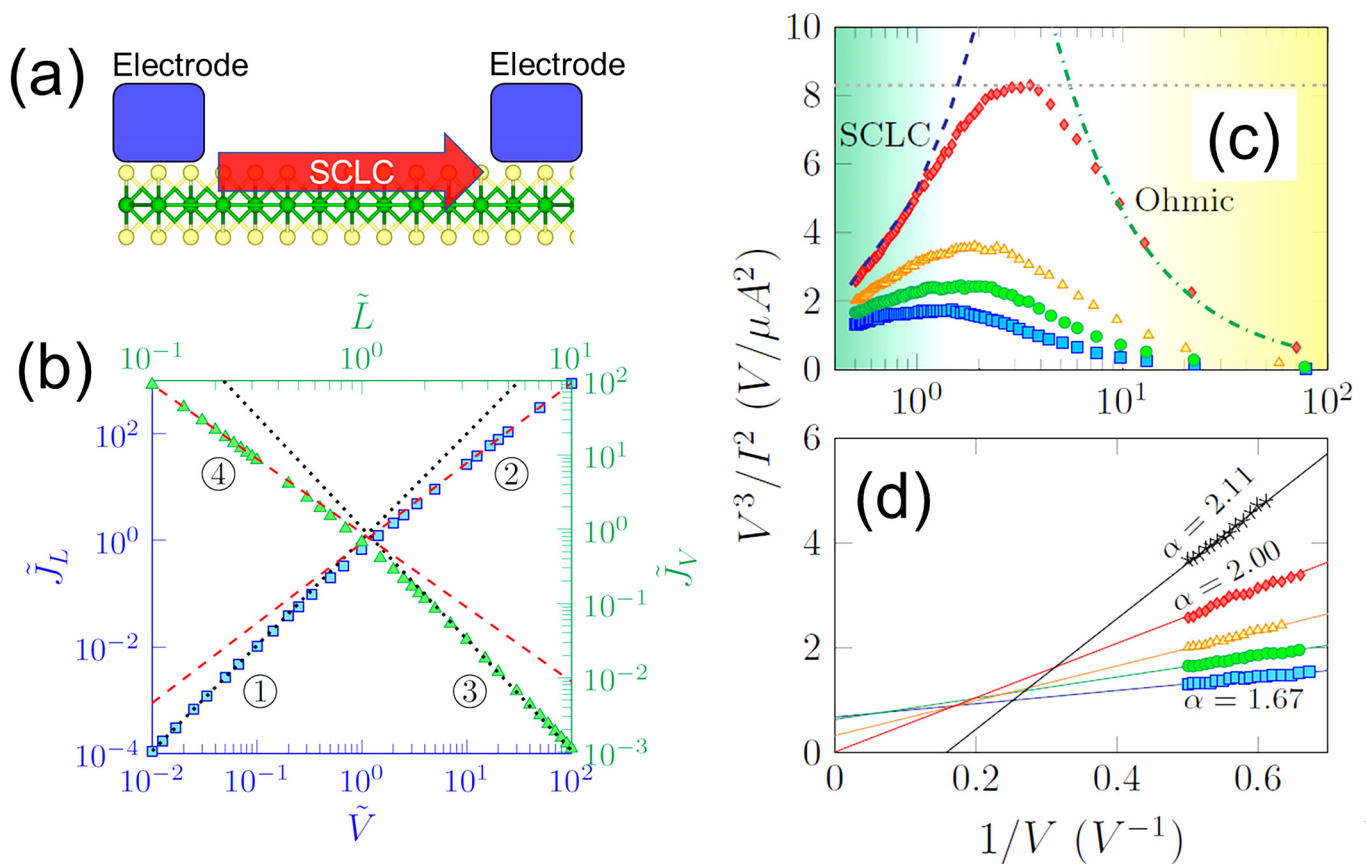 (a)
Electrode
Electrode
SCLC
(b)
L̃
10⁻¹ 10⁰ 10¹
10² 10⁰ 10⁻² 10⁻⁴
J̃_L
④ ② ① ③
10² 10¹ 10⁰ 10⁻¹ 10⁻² 10⁻³
J̃_V
10⁻² 10⁻¹ 10⁰ 10¹ 10²
Ṽ
(c)
10 8 6 4 2 0
SCLC
Ohmic
10⁰ 10¹ 10²
V³/I² (V/μA²)
(d)
6 4 2 0
α = 2.11
α = 2.00
α = 1.67
0 0.2 0.4 0.6
1/V (V⁻¹)